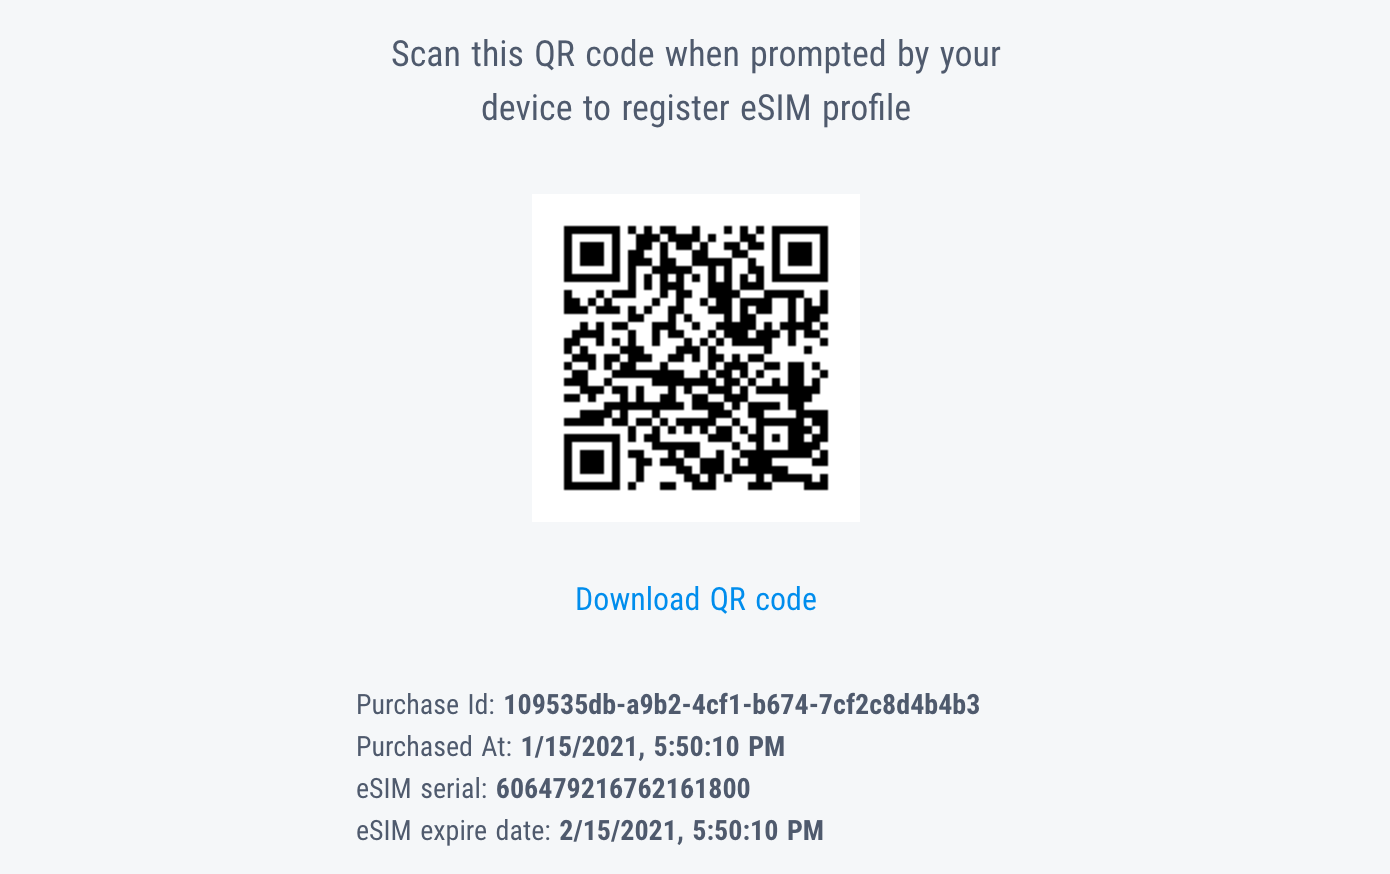 Scan this QR code when prompted by your
device to register eSIM profile
Download QR code
Purchase Id: 109535db-a9b2-4cf1-b674-7cf2c8d4b4b3
Purchased At: 1/15/2021, 5:50:10 PM
eSIM serial: 606479216762161800
eSIM expire date: 2/15/2021, 5:50:10 PM